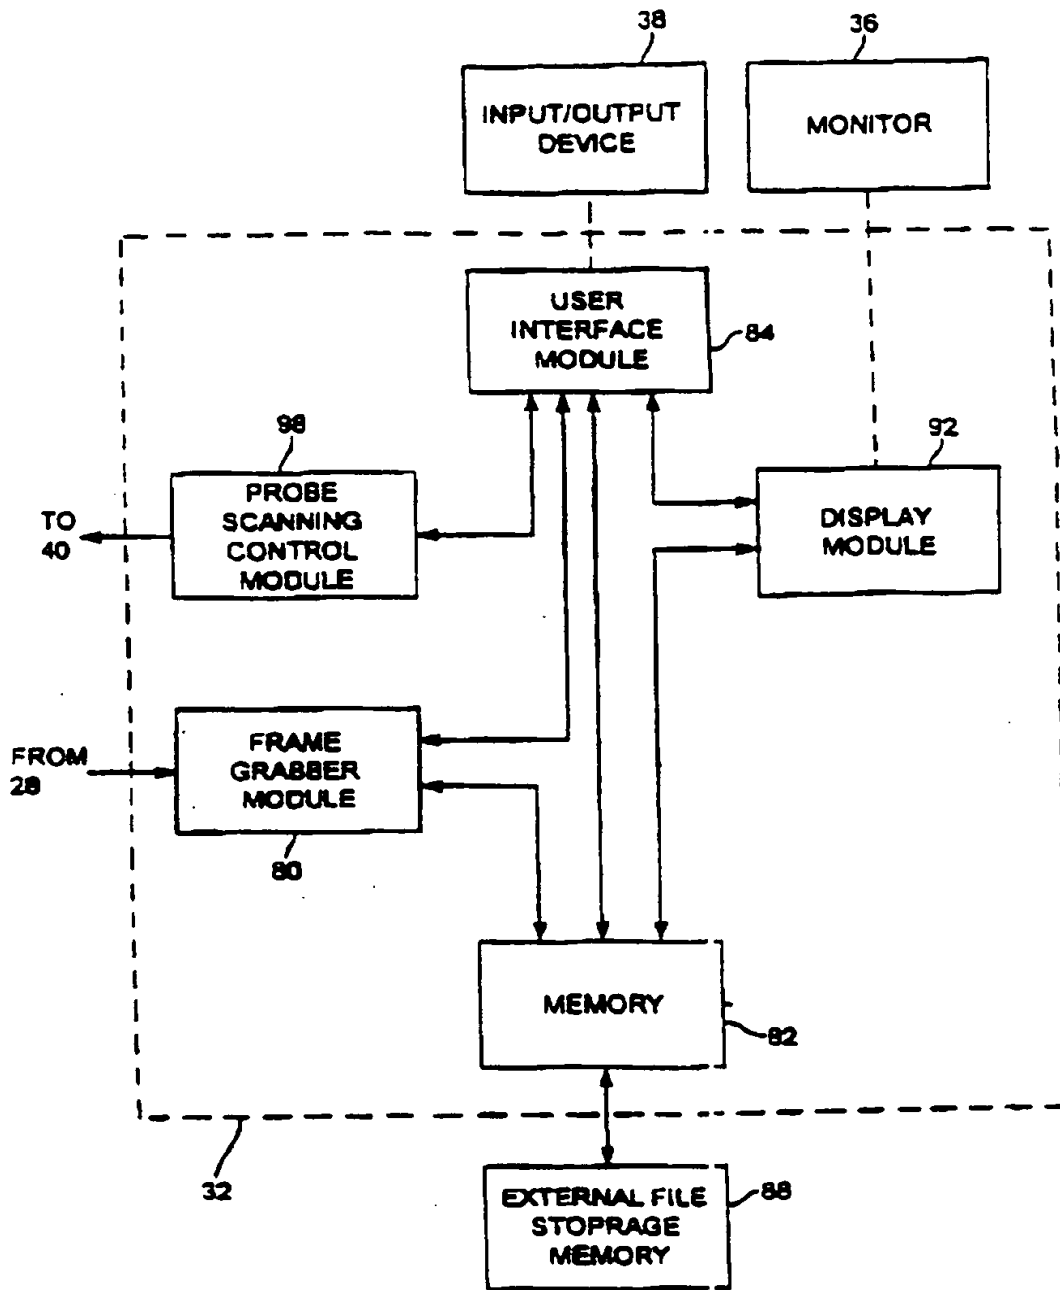 38
36
INPUT/OUTPUT
DEVICE
MONITOR
USER
INTERFACE
MODULE
84
98
92
PROBE
SCANNING
CONTROL
MODULE
TO
40
DISPLAY
MODULE
FROM
28
FRAME
GRABBER
MODULE
80
MEMORY
82
32
EXTERNAL FILE
STOPRAGE
MEMORY
88